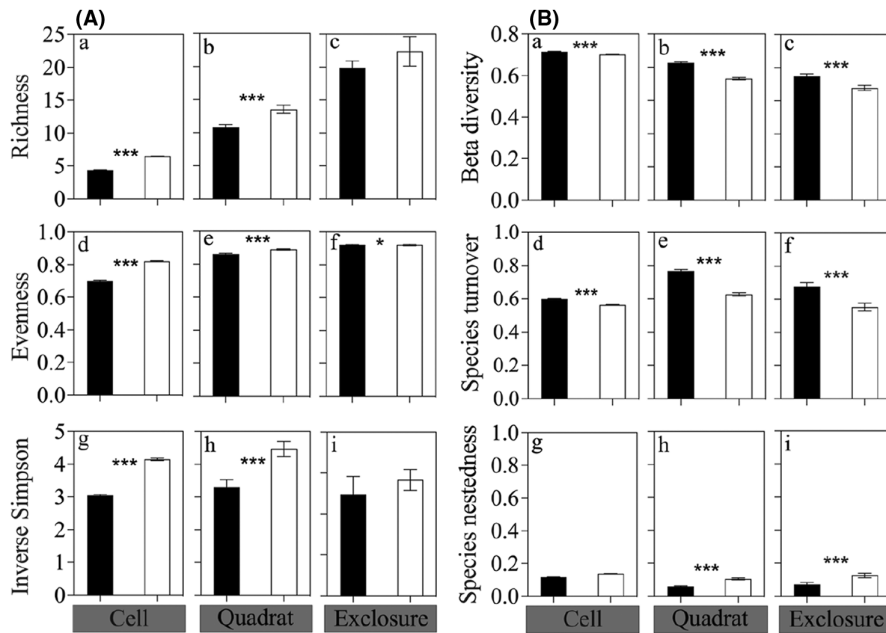 (A)
(B)
Richness
25
20
15
10
5
0
a
***
b
***
c
Evenness
1.0
0.8
0.6
0.4
0.2
0.0
d
***
e
***
f
*
Inverse Simpson
5
4
3
2
1
0
g
***
h
***
i
Cell
Quadrat
Exclosure
Beta diversity
0.8
0.6
0.4
0.2
0.0
a
***
b
***
c
***
Species turnover
1.0
0.8
0.6
0.4
0.2
0.0
d
***
e
***
f
***
Species nestedness
1.0
0.8
0.6
0.4
0.2
0.0
g
h
***
i
***
Cell
Quadrat
Exclosure